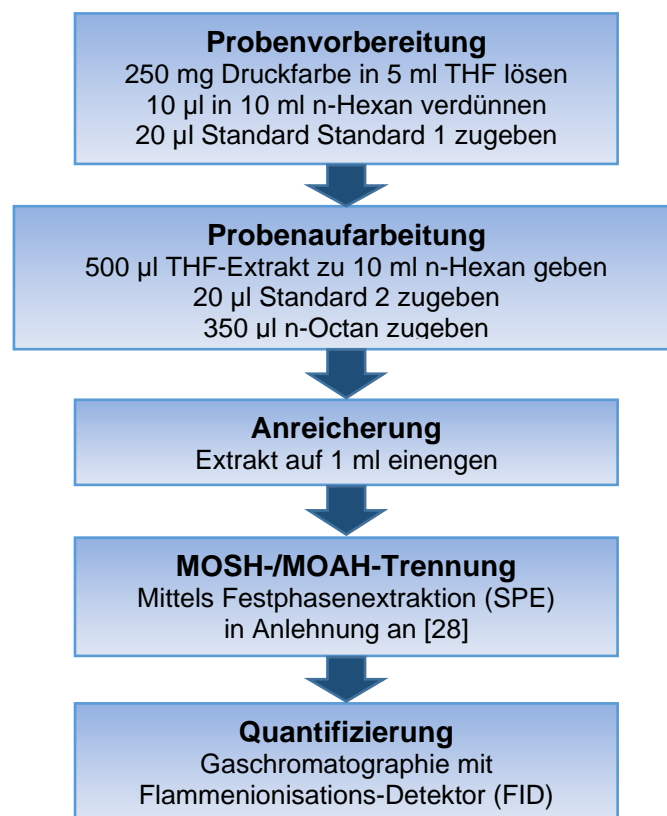 Probenvorbereitung
250 mg Druckfarbe in 5 ml THF lösen
10 µl in 10 ml n-Hexan verdünnen
20 µl Standard Standard 1 zugeben
Probenaufarbeitung
500 µl THF-Extrakt zu 10 ml n-Hexan geben
20 µl Standard 2 zugeben
350 µl n-Octan zugeben
Anreicherung
Extrakt auf 1 ml einengen
MOSH-/MOAH-Trennung
Mittels Festphasenextraktion (SPE)
in Anlehnung an [28]
Quantifizierung
Gaschromatographie mit
Flammenionisations-Detektor (FID)